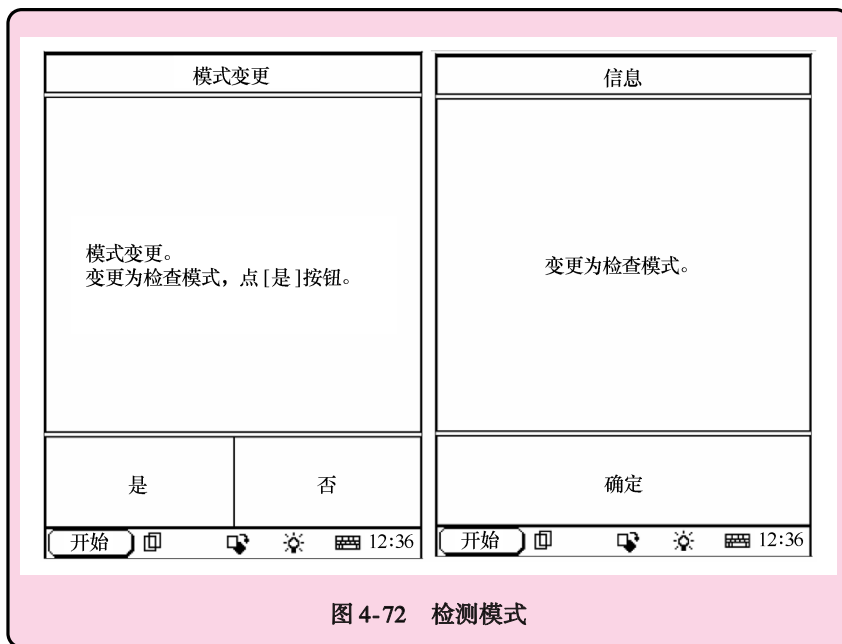 模式变更
模式变更。
变更为检查模式，点[是]按钮。
是
否
开始
12:36
信息
变更为检查模式。
确定
开始
12:36
图 4-72 检测模式